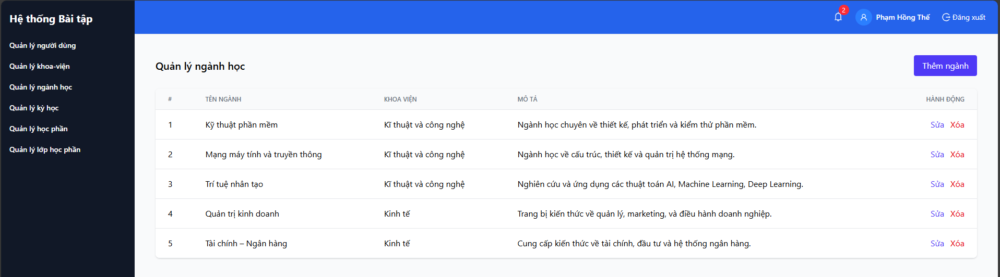 Hệ thống Bài tập
2
Phạm Hồng Thế
Đăng xuất
Quản lý người dùng
Quản lý khoa-viện
Quản lý ngành học
Quản lý kỳ học
Quản lý học phần
Quản lý lớp học phần
Quản lý ngành học
Thêm ngành
# TÊN NGÀNH KHOA VIỆN MÔ TẢ HÀNH ĐỘNG
1 Kỹ thuật phần mềm Kĩ thuật và công nghệ Ngành học chuyên về thiết kế, phát triển và kiểm thử phần mềm. Sửa Xóa
2 Mạng máy tính và truyền thông Kĩ thuật và công nghệ Ngành học về cấu trúc, thiết kế và quản trị hệ thống mạng. Sửa Xóa
3 Trí tuệ nhân tạo Kĩ thuật và công nghệ Nghiên cứu và ứng dụng các thuật toán AI, Machine Learning, Deep Learning. Sửa Xóa
4 Quản trị kinh doanh Kinh tế Trang bị kiến thức về quản lý, marketing, và điều hành doanh nghiệp. Sửa Xóa
5 Tài chính – Ngân hàng Kinh tế Cung cấp kiến thức về tài chính, đầu tư và hệ thống ngân hàng. Sửa Xóa